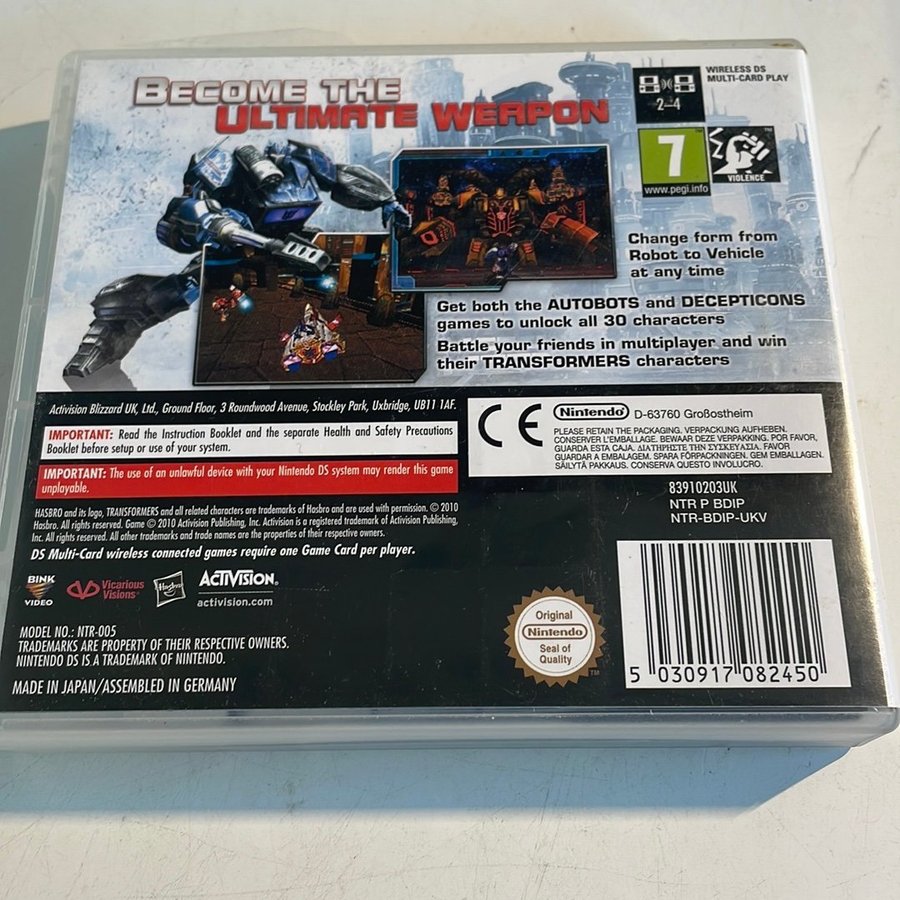 BECOME THE
ULTIMATE WEAPON
WIRELESS DS
MULTI-CARD PLAY
2–4
7
www.pegi.info
VIOLENCE
Change form from
Robot to Vehicle
at any time
Get both the AUTOBOTS and DECEPTICONS
games to unlock all 30 characters
Battle your friends in multiplayer and win
their TRANSFORMERS characters
Activision Blizzard UK, Ltd., Ground Floor, 3 Roundwood Avenue, Stockley Park, Uxbridge, UB11 1AF.
IMPORTANT: Read the Instruction Booklet and the separate Health and Safety Precautions
Booklet before setup or use of your system.
IMPORTANT: The use of an unlawful device with your Nintendo DS system may render this game
unplayable.
HASBRO and its logo, TRANSFORMERS and all related characters are trademarks of Hasbro and are used with permission. © 2010
Hasbro. All rights reserved. Game © 2010 Activision Publishing, Inc. Activision is a registered trademark of Activision Publishing,
Inc. All rights reserved. All other trademarks and trade names are the properties of their respective owners.
DS Multi-Card wireless connected games require one Game Card per player.
CE Nintendo D-63760 Großostheim
PLEASE RETAIN THE PACKAGING. VERPACKUNG AUFHEBEN.
CONSERVER L'EMBALLAGE. BEWAAR DEZE VERPAKKING. POR FAVOR,
GUARDA ESTA CAJA. ΔΙΑΤΗΡΗΣΤΕ ΤΗΝ ΣΥΣΚΕΥΑΣΙΑ. FAVOR
GUARDAR A EMBALAGEM. SPARA FÖRPACKNINGEN. GEM EMBALLAGEN.
SÄILYTÄ PAKKAUS. CONSERVA QUESTO INVOLUCRO.
83910203UK
NTR P BDIP
NTR-BDIP-UKV
BINK
VIDEO
Vicarious
Visions
Hasbro
ACTIVISION.
activision.com
MODEL NO.: NTR-005
TRADEMARKS ARE PROPERTY OF THEIR RESPECTIVE OWNERS.
NINTENDO DS IS A TRADEMARK OF NINTENDO.
MADE IN JAPAN/ASSEMBLED IN GERMANY
Original
Nintendo
Seal of
Quality
TM
5 030917 082450